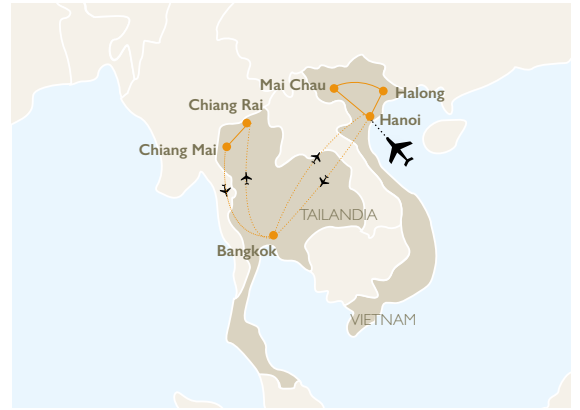 Mai Chau
Halong
Chiang Rai
Hanoi
Chiang Mai
TAILANDIA
Bangkok
VIETNAM